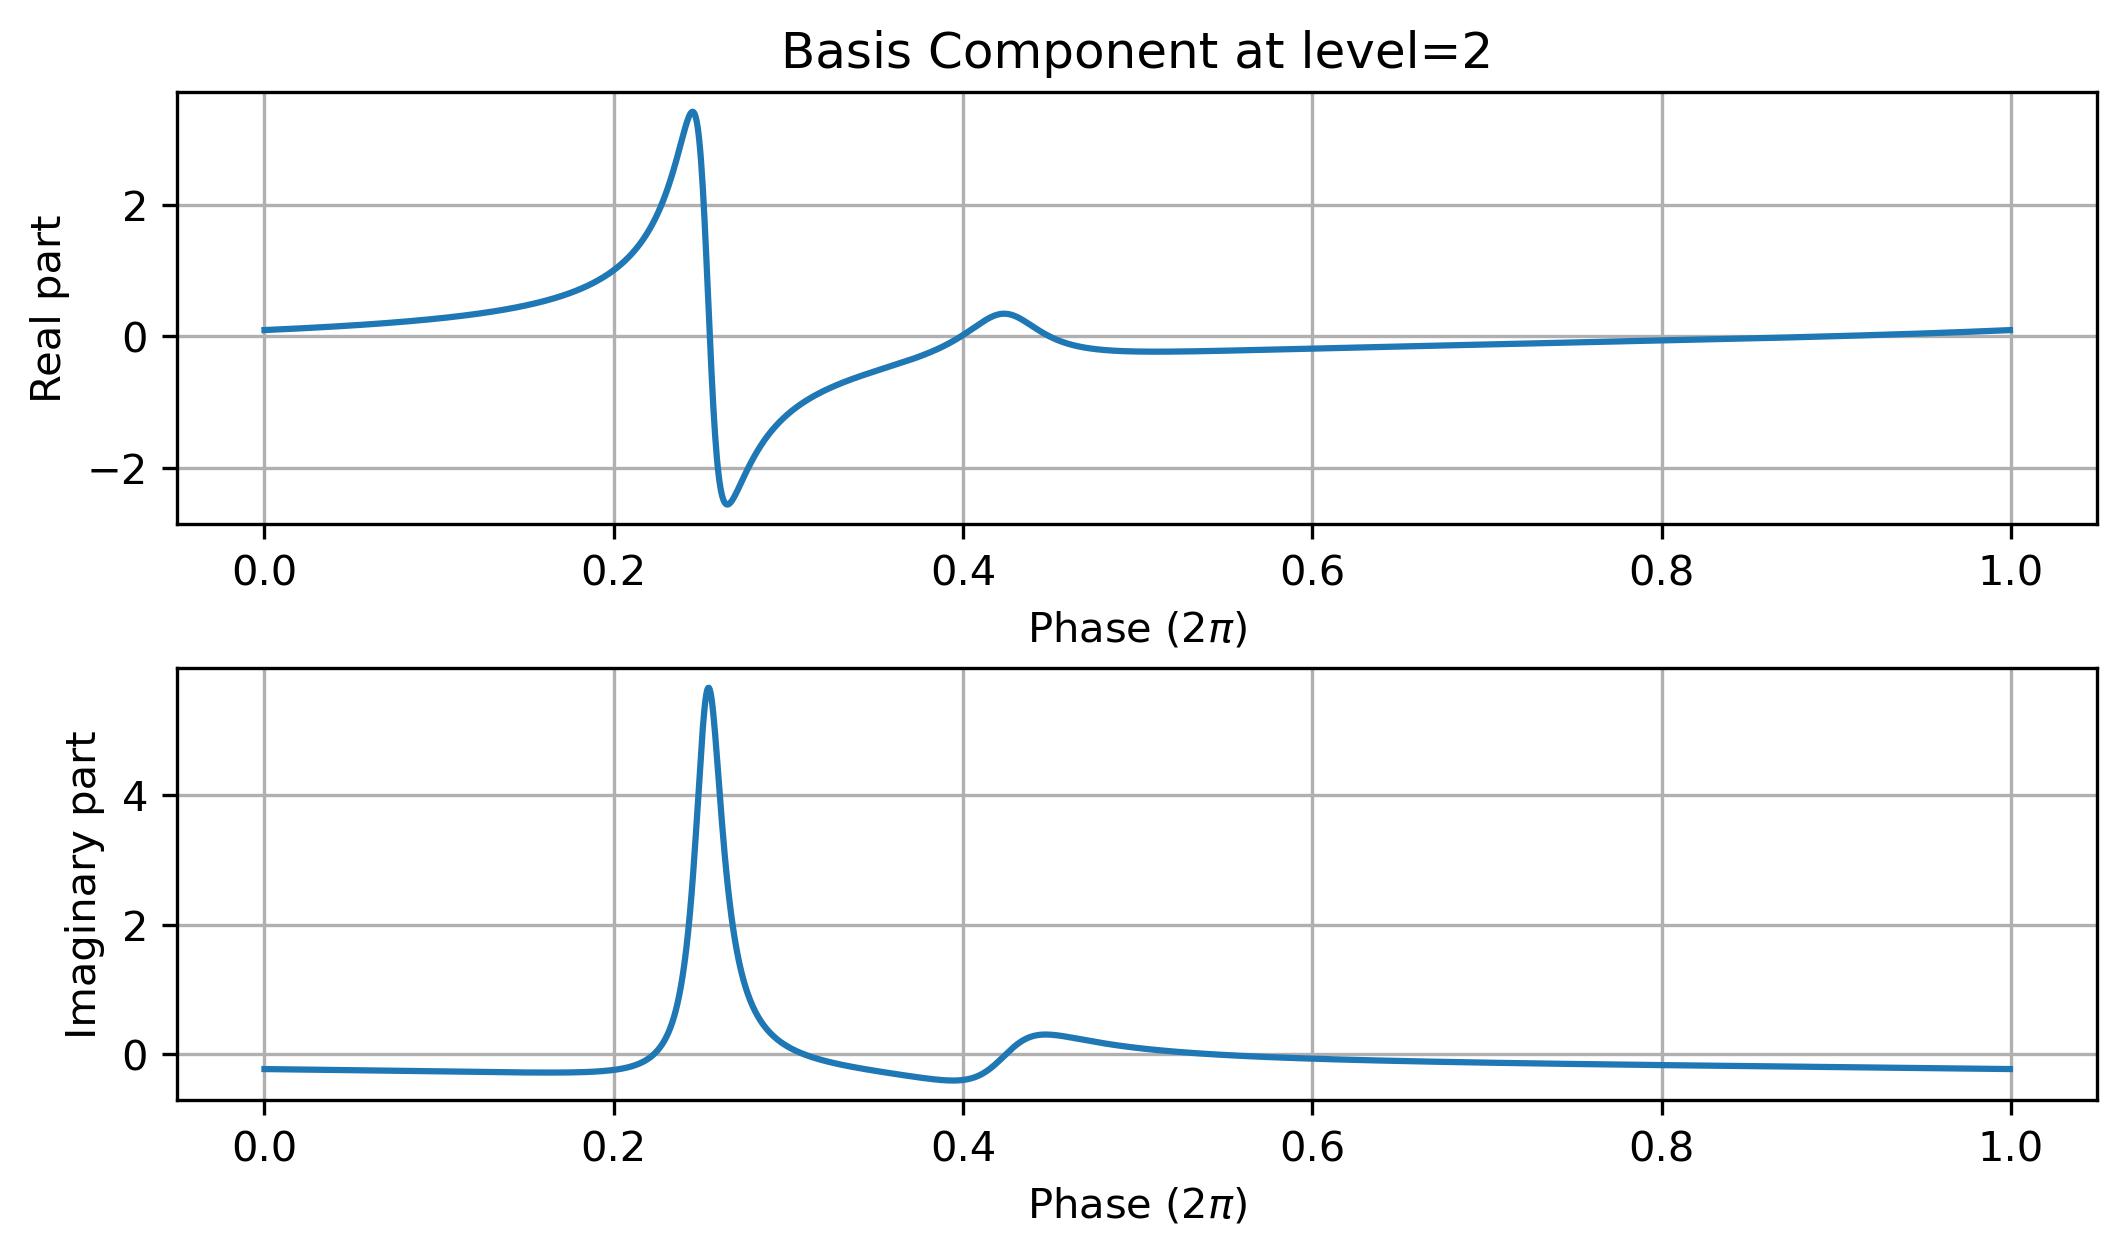 Basis Component at level=2
Real part
2
0
−2
0.0 0.2 0.4 0.6 0.8 1.0
Phase (2π)
Imaginary part
4
2
0
0.0 0.2 0.4 0.6 0.8 1.0
Phase (2π)